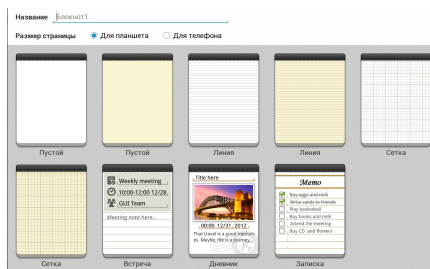 Название Блокнот1
Размер страницы Для планшета Для телефона
Пустой Пустой Линия Линия Сетка
Weekly meeting
10:00-12:00 12/28.
GUI Team
Meeting note here...
Title here
.00:00. 12/31. 2012.
That travel is a good memori
es. Maybe, life is a journey..
Memo
Buy eggs and milk
Write cards to friends
Play basketball
Buy books and milk
Attend the meeting
Buy CD and flowers
Сетка Встреча Дневник Записка